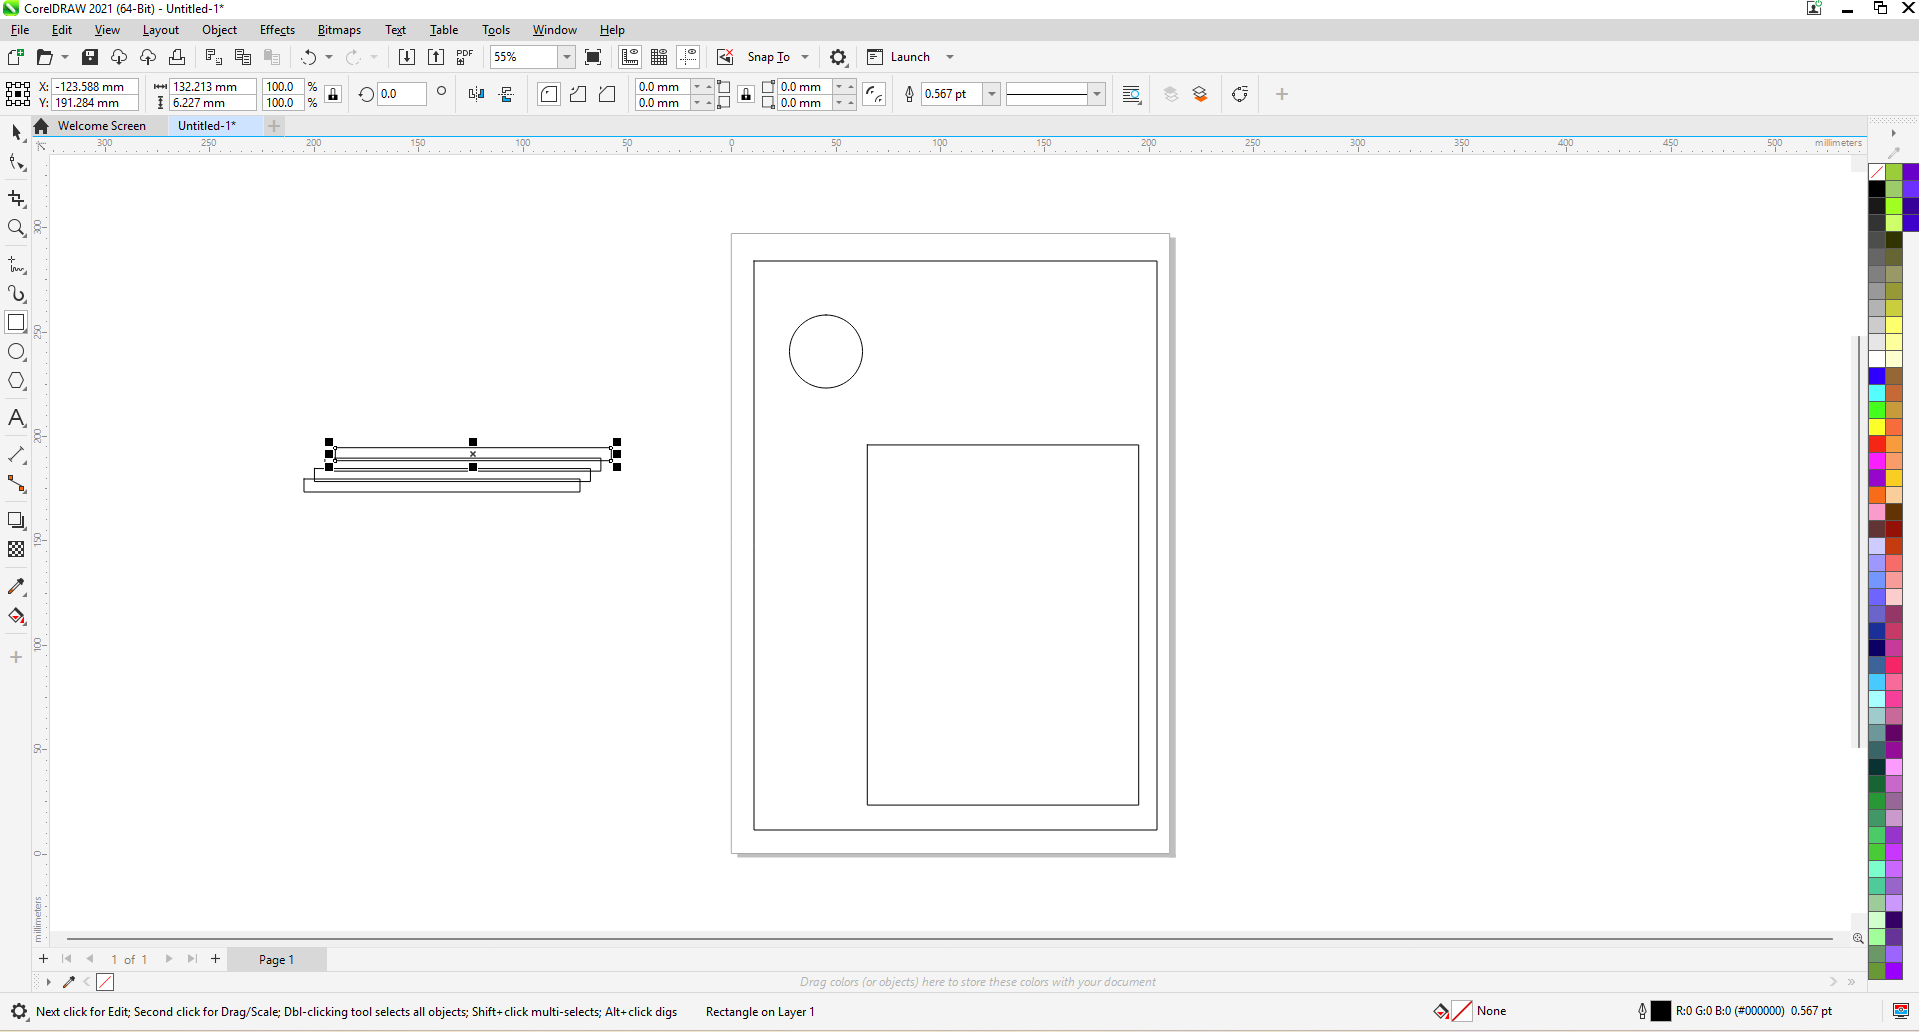 CorelDRAW 2021 (64-Bit) - Untitled-1*
File Edit View Layout Object Effects Bitmaps Text Table Tools Window Help
PDF 55% Snap To Launch
X: -123.588 mm 132.213 mm 100.0 % 0.0 0.0 mm 0.0 mm 0.567 pt
Y: 191.284 mm 6.227 mm 100.0 % 0.0 mm 0.0 mm
Welcome Screen Untitled-1*
300 250 200 150 100 50 0 50 100 150 200 250 300 350 400 450 500 millimeters
300
250
200
150
100
50
0
millimeters
1 of 1 Page 1
Drag colors (or objects) here to store these colors with your document
Next click for Edit; Second click for Drag/Scale; Dbl-clicking tool selects all objects; Shift+click multi-selects; Alt+click digs Rectangle on Layer 1 None R:0 G:0 B:0 (#000000) 0.567 pt